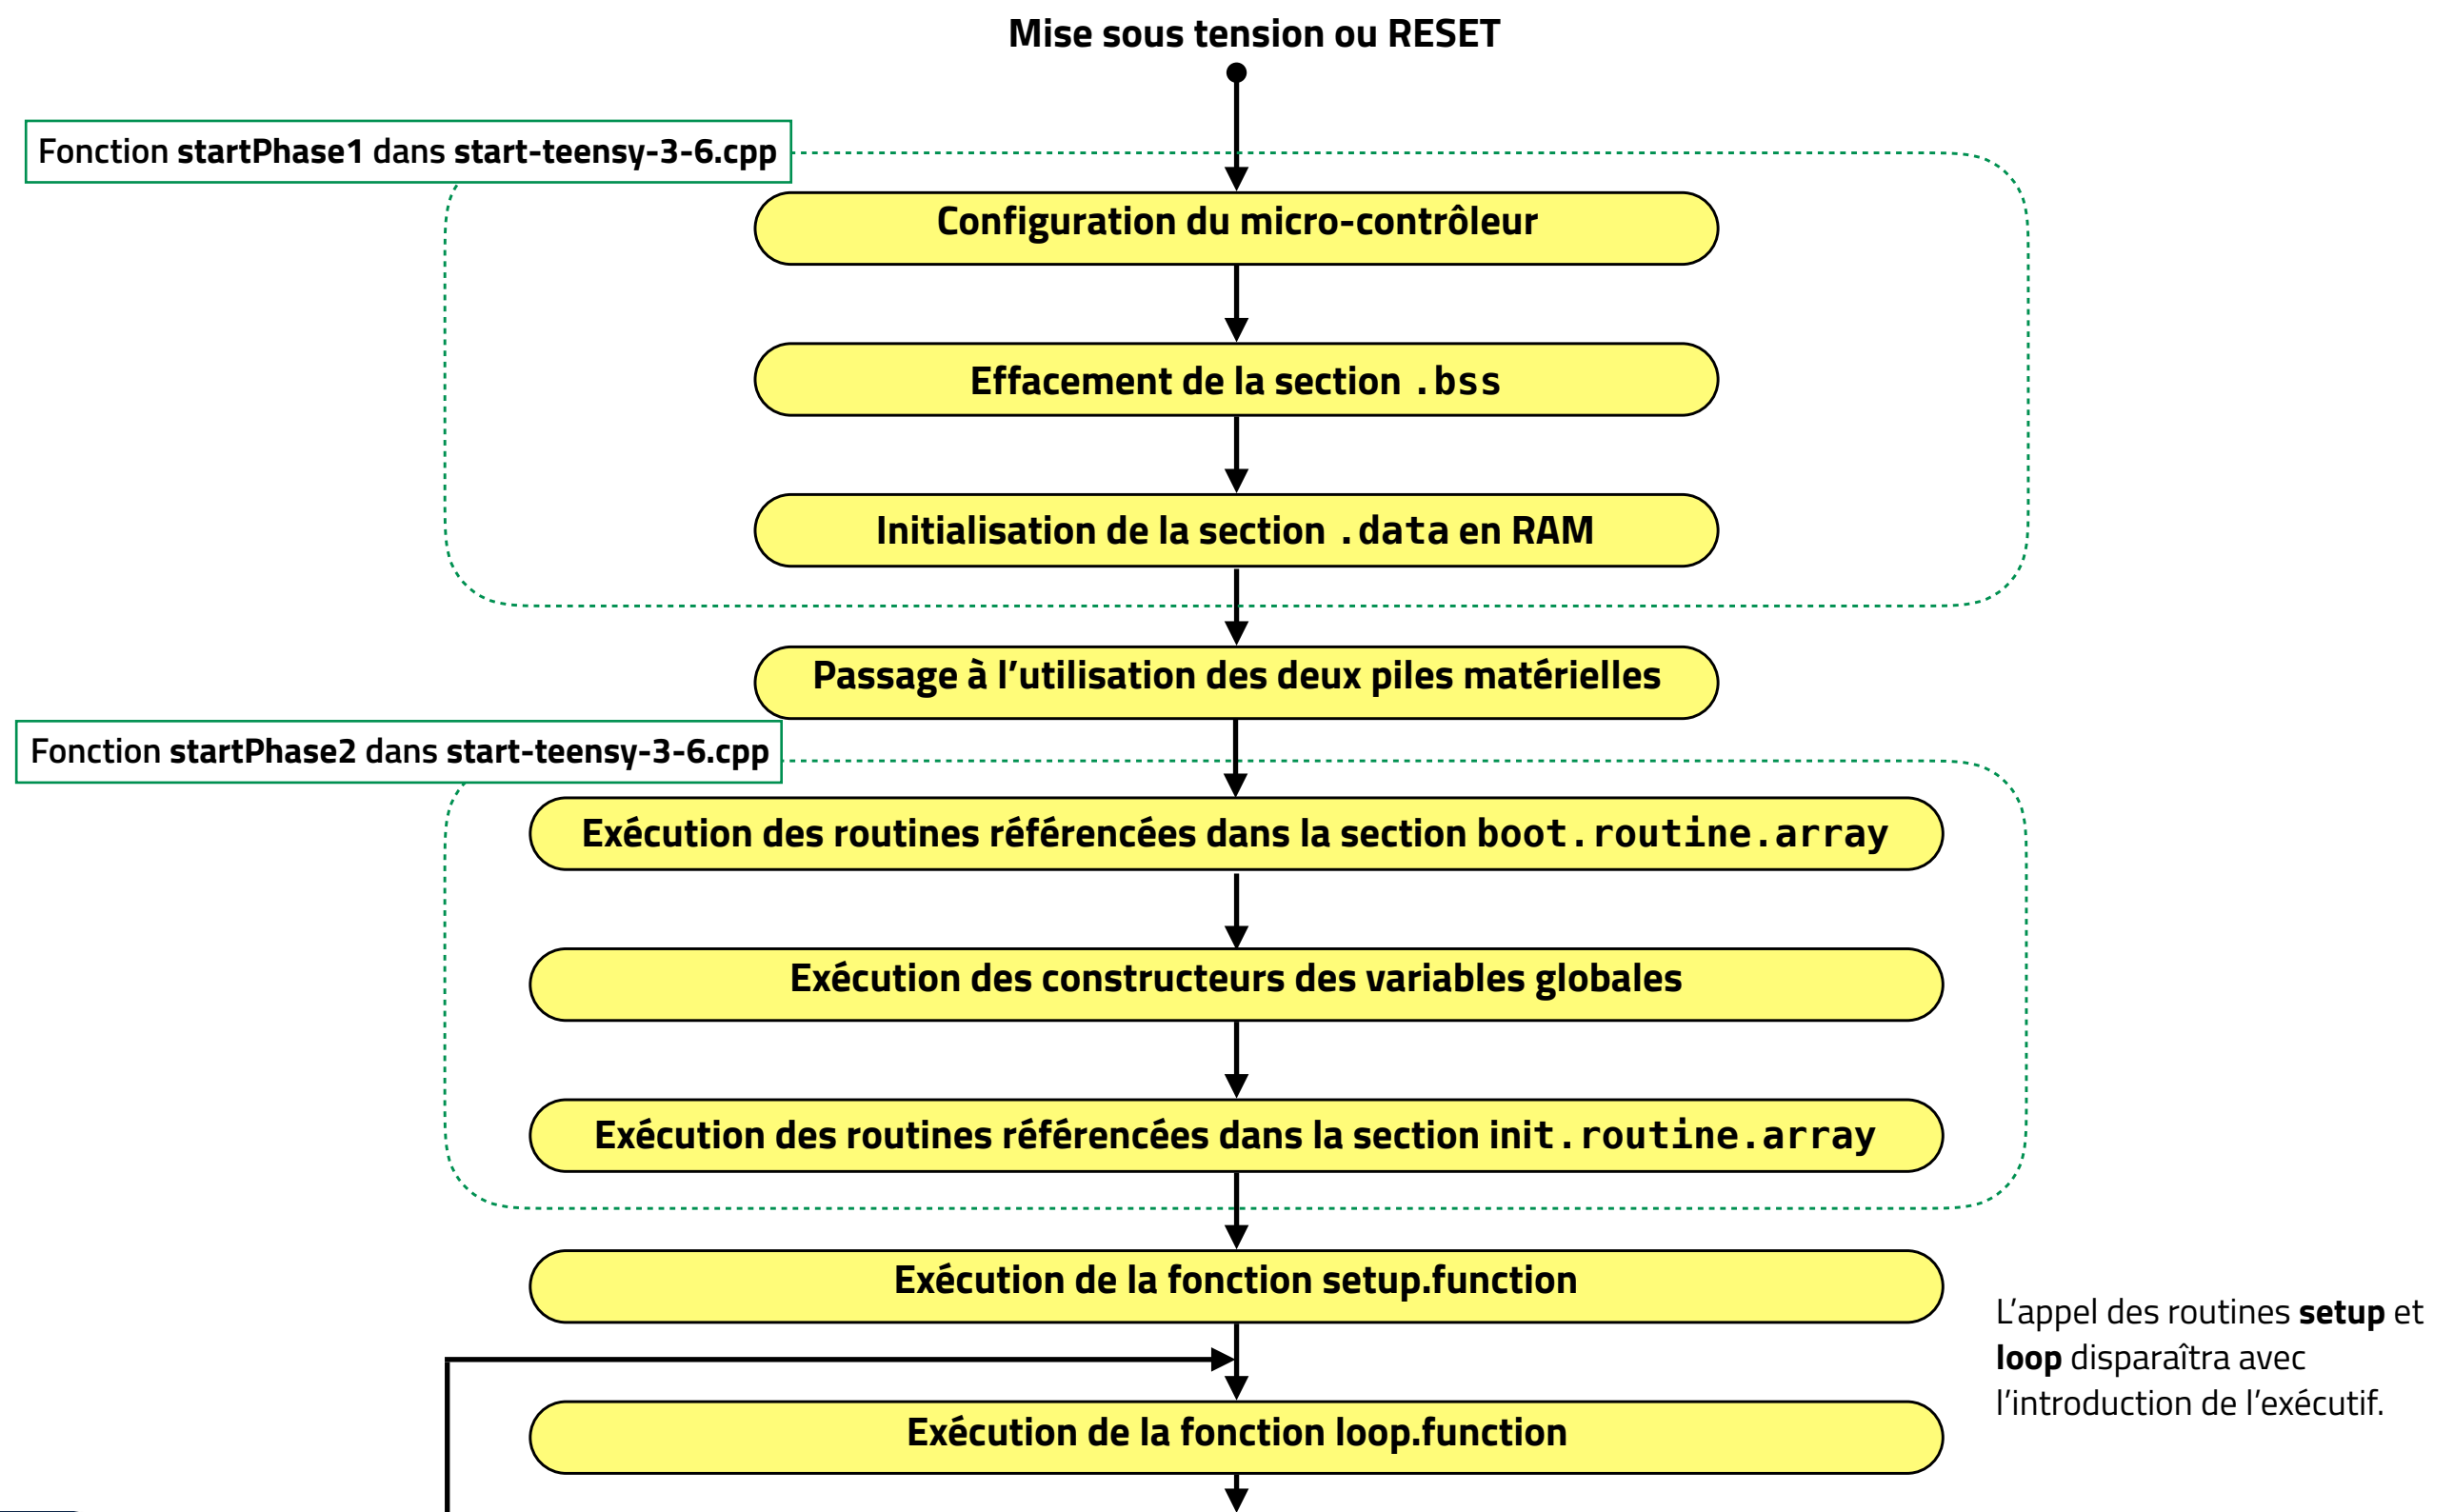 Mise sous tension ou RESET
Fonction startPhase1 dans start-teensy-3-6.cpp
Configuration du micro-contrôleur
Effacement de la section .bss
Initialisation de la section .data en RAM
Passage à l’utilisation des deux piles matérielles
Fonction startPhase2 dans start-teensy-3-6.cpp
Exécution des routines référencées dans la section boot.routine.array
Exécution des constructeurs des variables globales
Exécution des routines référencées dans la section init.routine.array
Exécution de la fonction setup.function
L’appel des routines setup et
loop disparaîtra avec
l’introduction de l’exécutif.
Exécution de la fonction loop.function